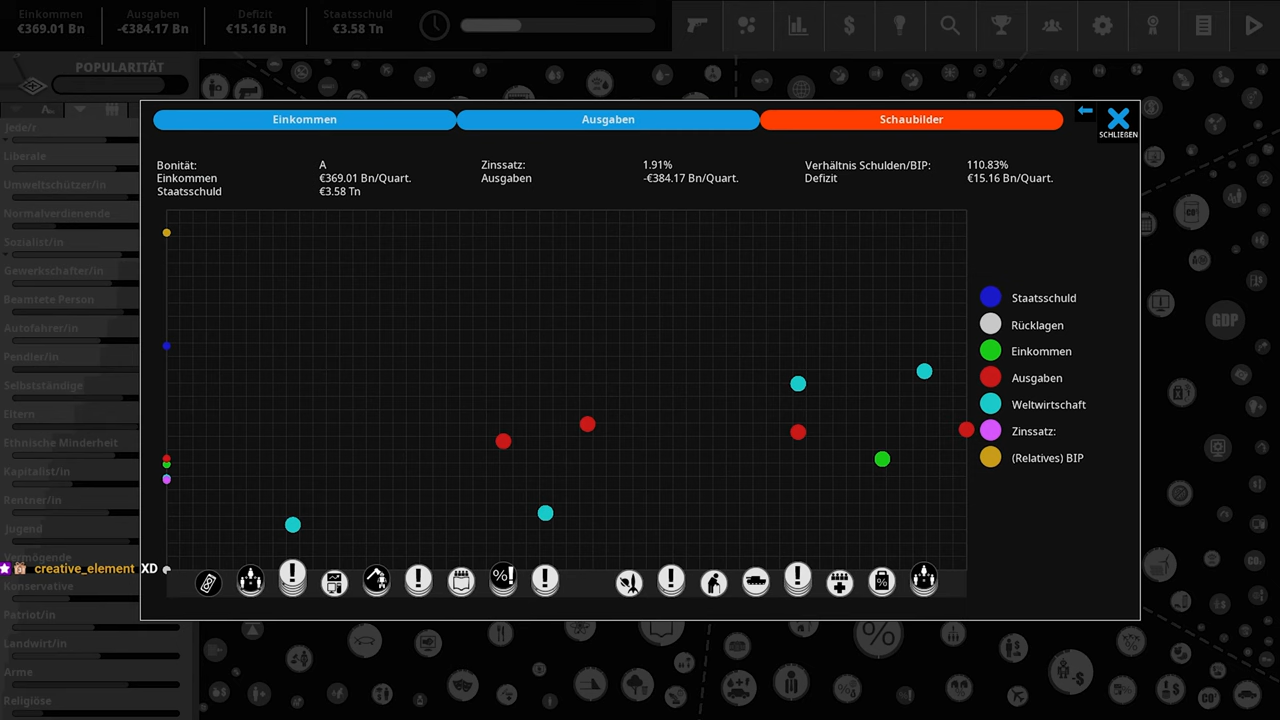 Einkommen
€369.01 Bn
Ausgaben
-€384.17 Bn
Defizit
€15.16 Bn
Staatsschuld
€3.58 Tn
POPULARITÄT
Jede/r
Liberale
Umweltschützer/in
Normalverdienende
Sozialist/in
Gewerkschafter/in
Beamtete Person
Autofahrer/in
Pendler/in
Selbstständige
Eltern
Ethnische Minderheit
Kapitalist/in
Rentner/in
Jugend
Vermögende
creative_element XD
Konservative
Patriot/in
Landwirt/in
Arme
Religiöse
Einkommen
Ausgaben
Schaubilder
SCHLIEßEN
Bonität: A
Einkommen €369.01 Bn/Quart.
Staatsschuld €3.58 Tn
Zinssatz: 1.91%
Ausgaben -€384.17 Bn/Quart.
Verhältnis Schulden/BIP: 110.83%
Defizit €15.16 Bn/Quart.
Staatsschuld
Rücklagen
Einkommen
Ausgaben
Weltwirtschaft
Zinssatz:
(Relatives) BIP
GDP